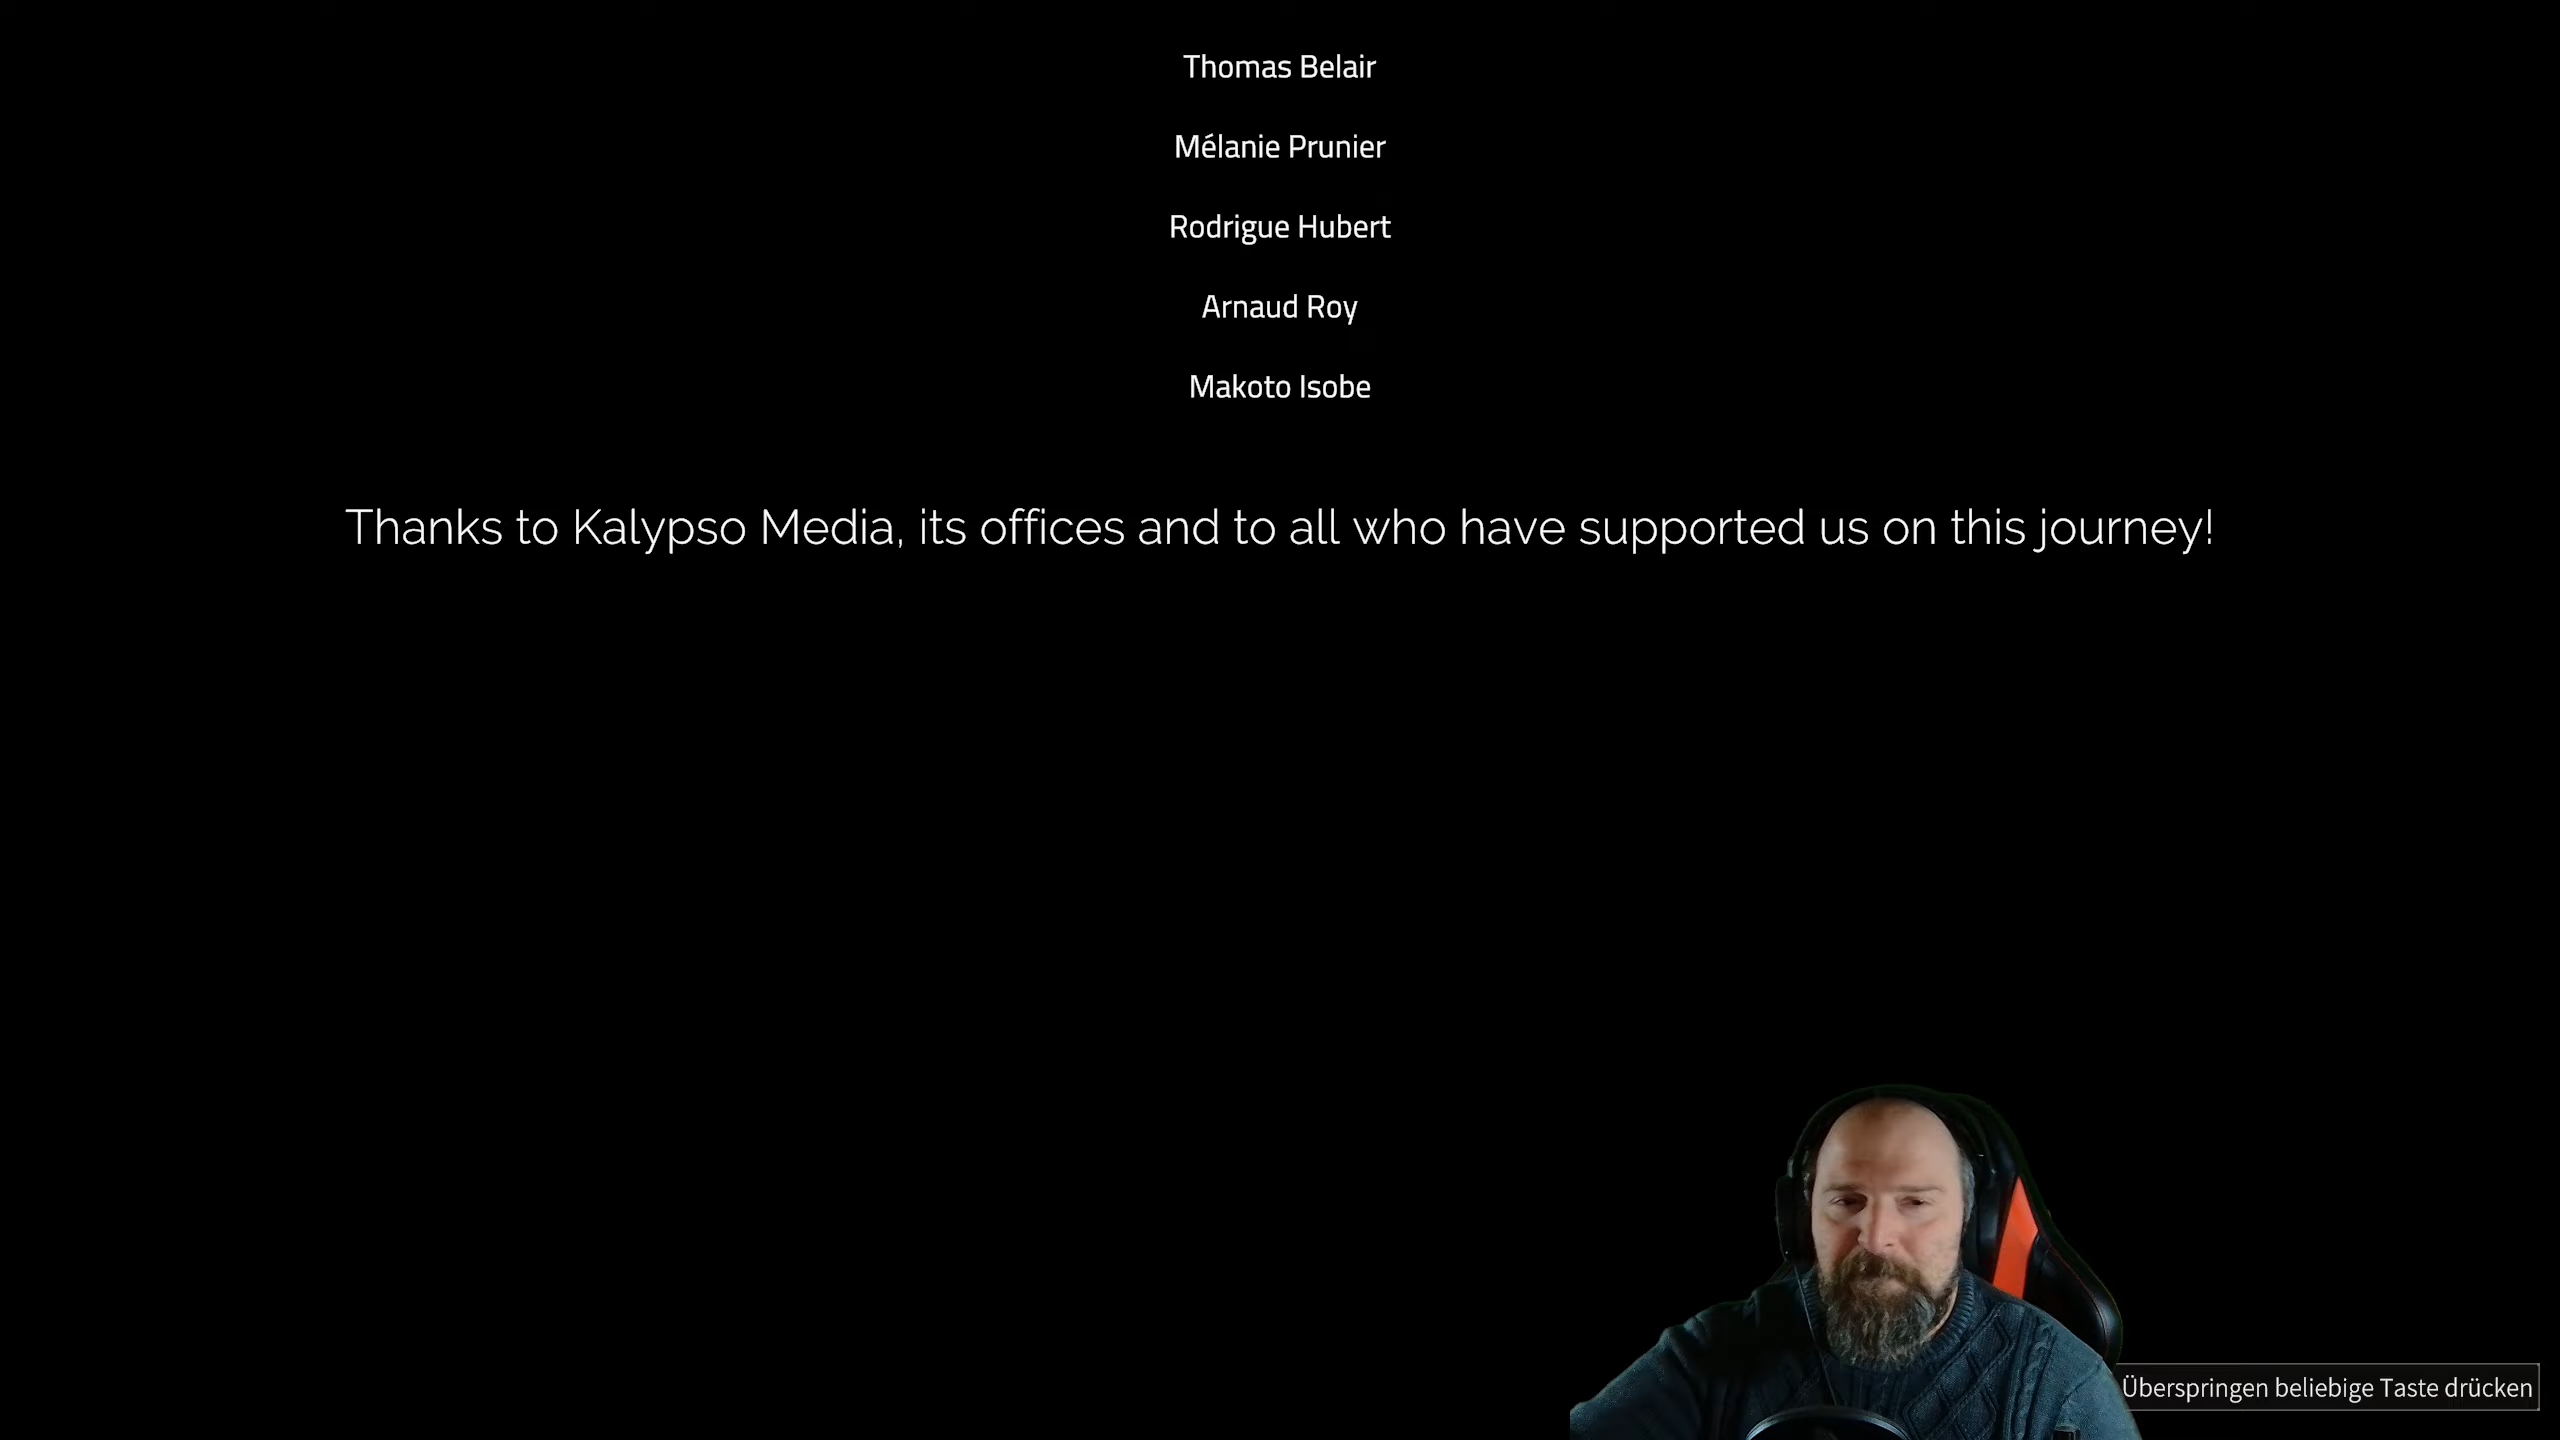 Thomas Belair
Mélanie Prunier
Rodrigue Hubert
Arnaud Roy
Makoto Isobe
Thanks to Kalypso Media, its offices and to all who have supported us on this journey!
Überspringen beliebige Taste drücken